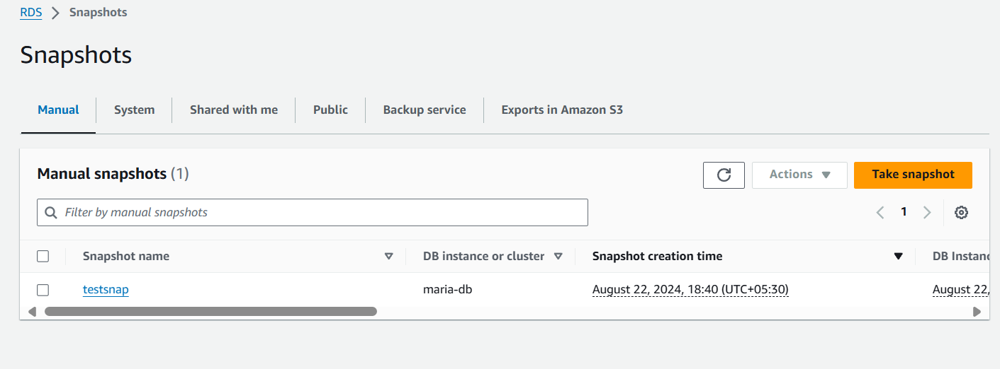 RDS > Snapshots
Snapshots
Manual System Shared with me Public Backup service Exports in Amazon S3
Manual snapshots (1) Actions Take snapshot
Filter by manual snapshots 1
Snapshot name DB instance or cluster Snapshot creation time DB Instanc
testsnap maria-db August 22, 2024, 18:40 (UTC+05:30) August 22,